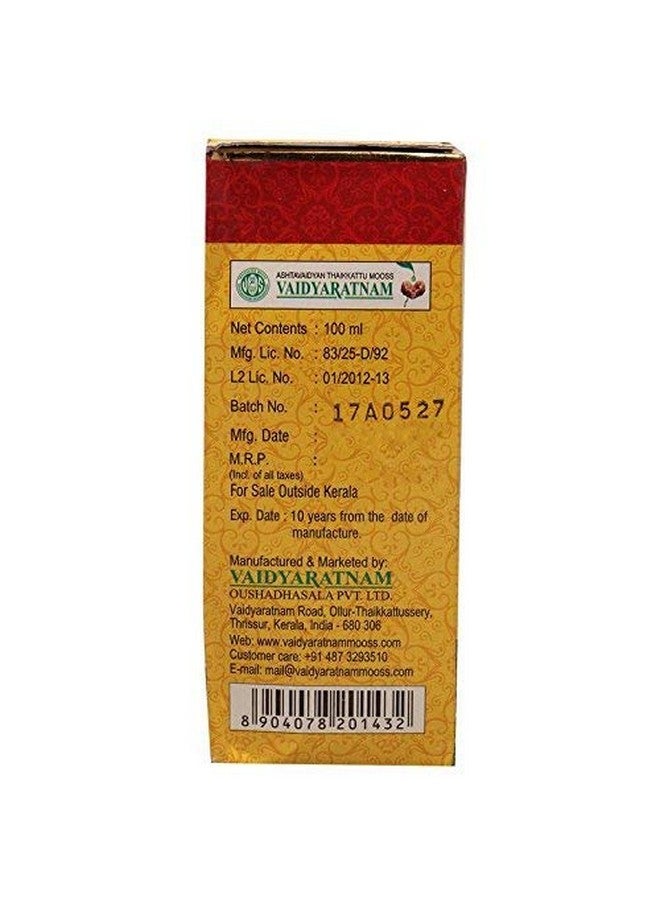 ASHTAVAIDYAN THAIKKATTU MOOSS
VAIDYARATNAM
Net Contents : 100 ml
Mfg. Lic. No. : 83/25-D/92
L2 Lic. No. : 01/2012-13
Batch No. : 17A0527
Mfg. Date :
M.R.P. :
(Incl. of all taxes)
For Sale Outside Kerala
Exp. Date : 10 years from the date of
manufacture.
Manufactured & Marketed by:
VAIDYARATNAM
OUSHADHASALA PVT. LTD.
Vaidyaratnam Road, Ollur-Thaikkattussery,
Thrissur, Kerala, India - 680 306
Web: www.vaidyaratnammooss.com
Customer care: +91 487 3293510
E-mail: mail@vaidyaratnammooss.com
8 904078 201432